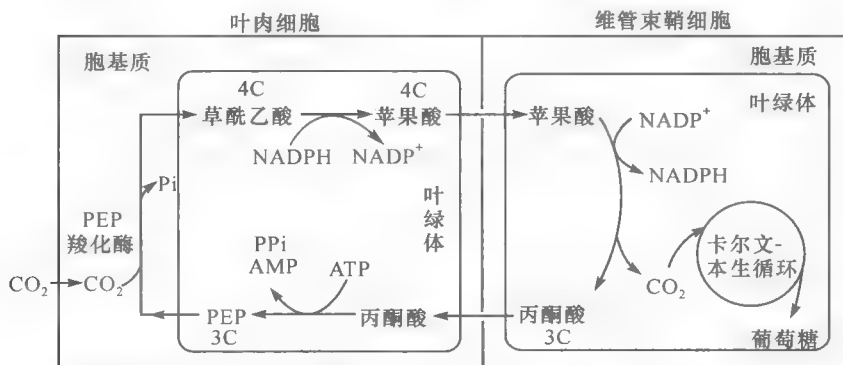 叶肉细胞
维管束鞘细胞
胞基质
胞基质
叶绿体
4C
4C
草酰乙酸
苹果酸
苹果酸
NADP⁺
NADPH
NADP⁺
NADPH
Pi
叶绿体
PEP
羧化酶
PPi
AMP
ATP
卡尔文-
本生循环
CO₂
CO₂
CO₂
PEP
3C
丙酮酸
丙酮酸
3C
葡萄糖